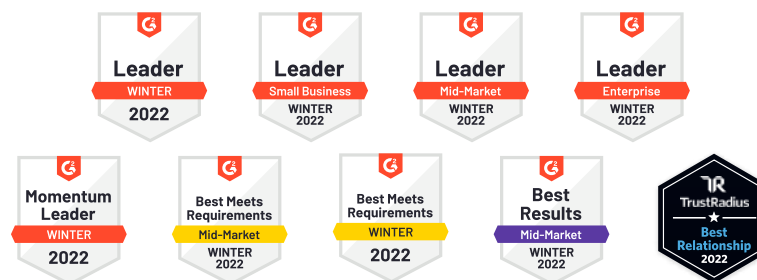 G2
Leader
WINTER
2022
G2
Leader
Small Business
WINTER
2022
G2
Leader
Mid-Market
WINTER
2022
G2
Leader
Enterprise
WINTER
2022
G2
Momentum
Leader
WINTER
2022
G2
Best Meets
Requirements
Mid-Market
WINTER
2022
G2
Best Meets
Requirements
WINTER
2022
G2
Best
Results
Mid-Market
WINTER
2022
TR
TrustRadius
Best
Relationship
2022